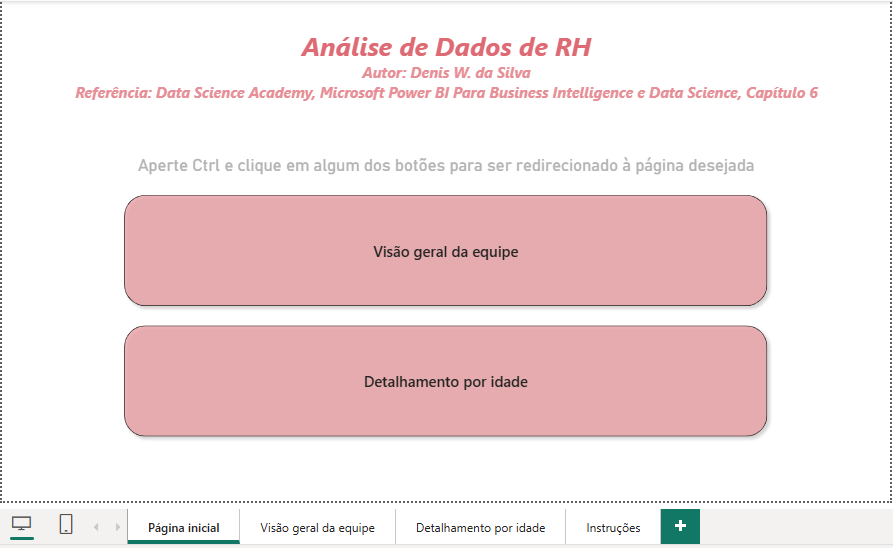 Análise de Dados de RH
Autor: Denis W. da Silva
Referência: Data Science Academy, Microsoft Power BI Para Business Intelligence e Data Science, Capítulo 6
Aperte Ctrl e clique em algum dos botões para ser redirecionado à página desejada
Visão geral da equipe
Detalhamento por idade
Página inicial
Visão geral da equipe
Detalhamento por idade
Instruções
+